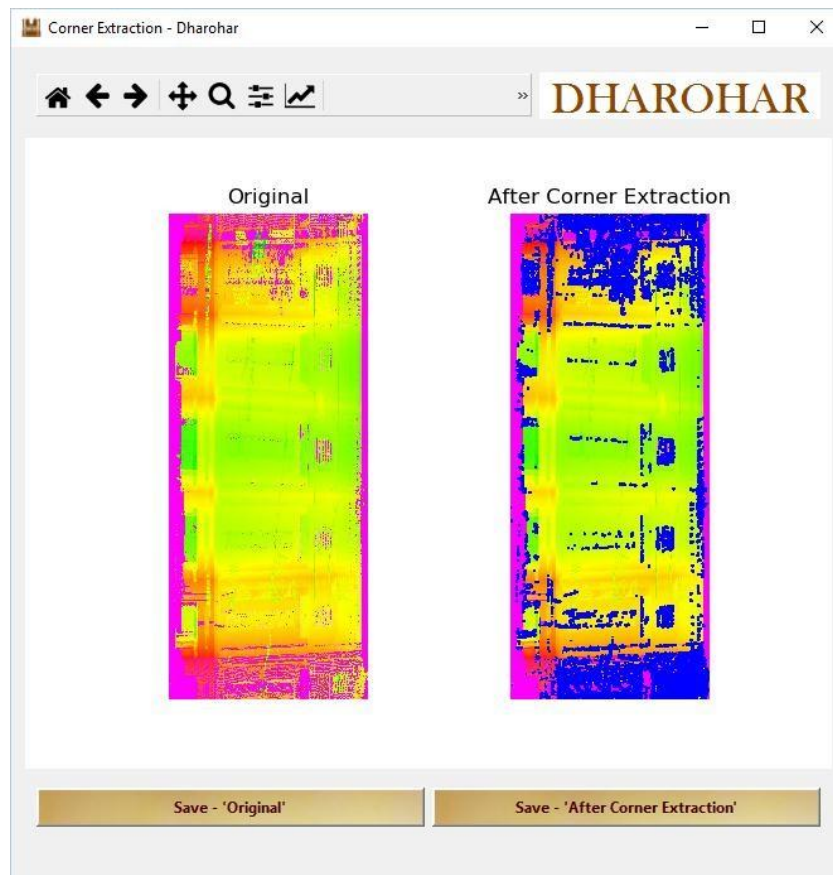 Corner Extraction - Dharohar
DHAROHAR
Original
After Corner Extraction
Save - 'Original'
Save - 'After Corner Extraction'